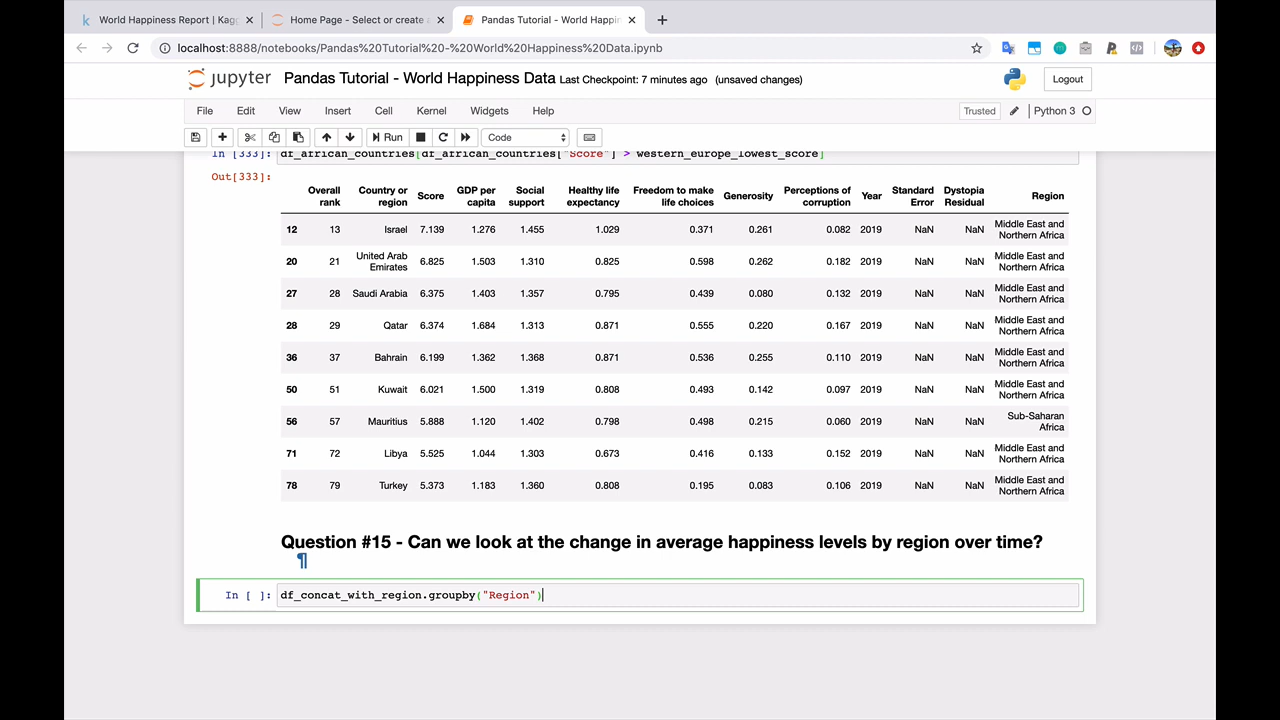 World Happiness Report | Kagg
Home Page - Select or create a
Pandas Tutorial - World Happin
localhost:8888/notebooks/Pandas%20Tutorial%20-%20World%20Happiness%20Data.ipynb
jupyter Pandas Tutorial - World Happiness Data Last Checkpoint: 7 minutes ago (unsaved changes) Logout
File Edit View Insert Cell Kernel Widgets Help Trusted Python 3
Run Code
In [333]: df_african_countries[df_african_countries["Score"] > western_europe_lowest_score]
Out[333]:
Overall rank Country or region Score GDP per capita Social support Healthy life expectancy Freedom to make life choices Generosity Perceptions of corruption Year Standard Error Dystopia Residual Region
12 13 Israel 7.139 1.276 1.455 1.029 0.371 0.261 0.082 2019 NaN NaN Middle East and Northern Africa
20 21 United Arab Emirates 6.825 1.503 1.310 0.825 0.598 0.262 0.182 2019 NaN NaN Middle East and Northern Africa
27 28 Saudi Arabia 6.375 1.403 1.357 0.795 0.439 0.080 0.132 2019 NaN NaN Middle East and Northern Africa
28 29 Qatar 6.374 1.684 1.313 0.871 0.555 0.220 0.167 2019 NaN NaN Middle East and Northern Africa
36 37 Bahrain 6.199 1.362 1.368 0.871 0.536 0.255 0.110 2019 NaN NaN Middle East and Northern Africa
50 51 Kuwait 6.021 1.500 1.319 0.808 0.493 0.142 0.097 2019 NaN NaN Middle East and Northern Africa
56 57 Mauritius 5.888 1.120 1.402 0.798 0.498 0.215 0.060 2019 NaN NaN Sub-Saharan Africa
71 72 Libya 5.525 1.044 1.303 0.673 0.416 0.133 0.152 2019 NaN NaN Middle East and Northern Africa
78 79 Turkey 5.373 1.183 1.360 0.808 0.195 0.083 0.106 2019 NaN NaN Middle East and Northern Africa
Question #15 - Can we look at the change in average happiness levels by region over time?
¶
In [ ]: df_concat_with_region.groupby("Region")